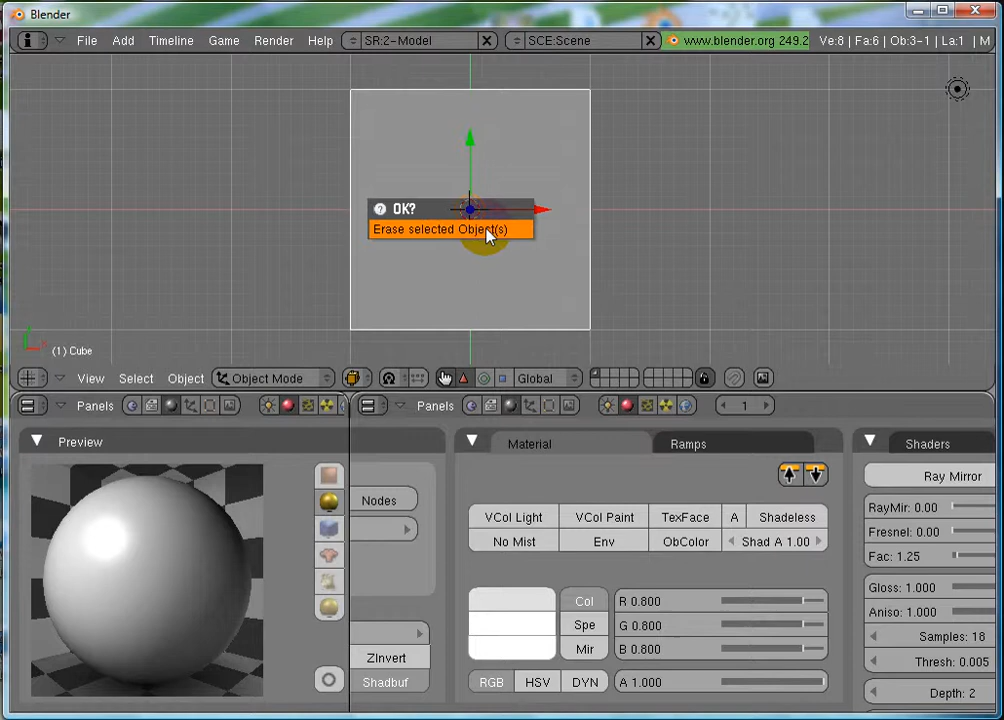 Blender
File Add Timeline Game Render Help SR:2-Model SCE:Scene www.blender.org 249.2 Ve:8 | Fa:6 | Ob:3-1 | La:1 | M
OK?
Erase selected Object(s)
(1) Cube
View Select Object Object Mode Global
Panels Panels 1
Preview Material Ramps Shaders
Ray Mirror
Nodes
RayMir: 0.00
VCol Light VCol Paint TexFace A Shadeless
Fresnel: 0.00
No Mist Env ObColor Shad A 1.00
Fac: 1.25
Gloss: 1.000
Col R 0.800
Aniso: 1.000
Spe G 0.800
Samples: 18
ZInvert Mir B 0.800
Thresh: 0.005
Shadbuf RGB HSV DYN A 1.000
Depth: 2